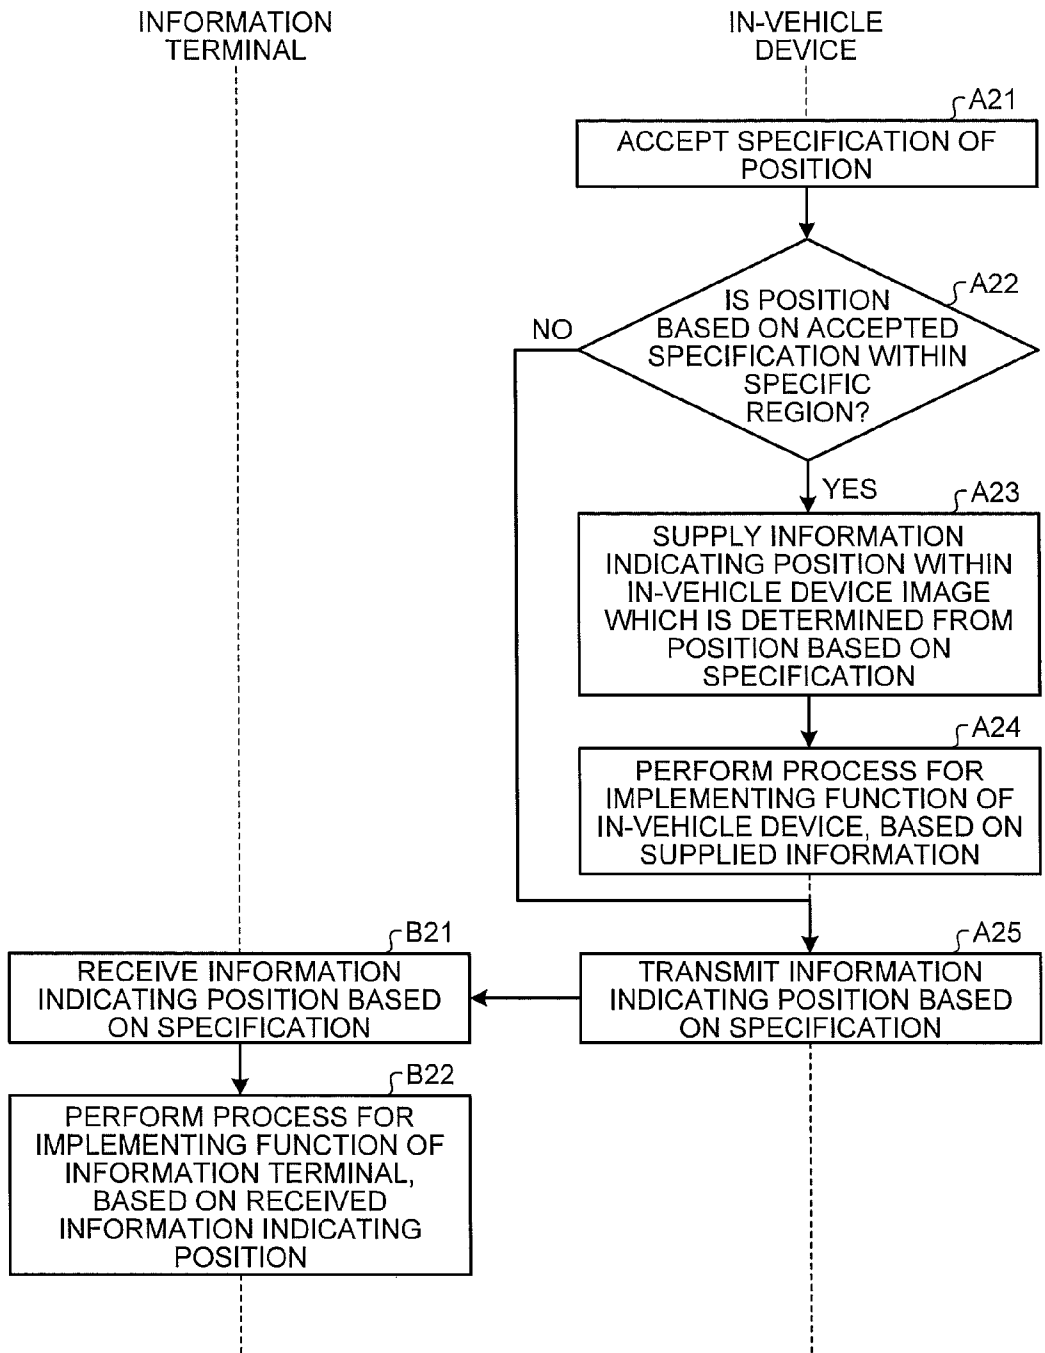 INFORMATION
TERMINAL
IN-VEHICLE
DEVICE
A21
ACCEPT SPECIFICATION OF
POSITION
A22
IS POSITION
BASED ON ACCEPTED
SPECIFICATION WITHIN
SPECIFIC
REGION?
NO
YES
A23
SUPPLY INFORMATION
INDICATING POSITION WITHIN
IN-VEHICLE DEVICE IMAGE
WHICH IS DETERMINED FROM
POSITION BASED ON
SPECIFICATION
A24
PERFORM PROCESS FOR
IMPLEMENTING FUNCTION OF
IN-VEHICLE DEVICE, BASED ON
SUPPLIED INFORMATION
A25
TRANSMIT INFORMATION
INDICATING POSITION BASED
ON SPECIFICATION
B21
RECEIVE INFORMATION
INDICATING POSITION BASED
ON SPECIFICATION
B22
PERFORM PROCESS FOR
IMPLEMENTING FUNCTION OF
INFORMATION TERMINAL,
BASED ON RECEIVED
INFORMATION INDICATING
POSITION